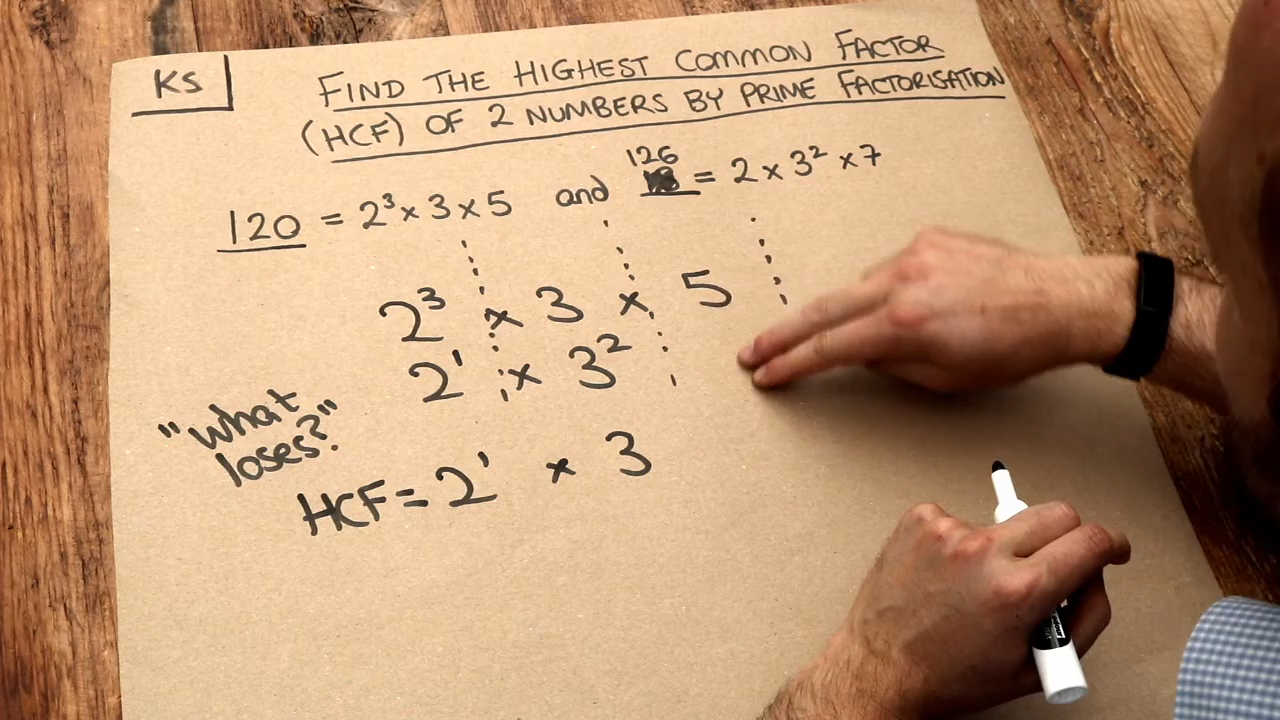 KS
FIND THE HIGHEST COMMON FACTOR
(HCF) OF 2 NUMBERS BY PRIME FACTORISATION
120 = 2³ × 3 × 5 and 126 = 2 × 3² × 7
2³ × 3 × 5
2¹ × 3²
"What
loses?"
HCF = 2¹ × 3